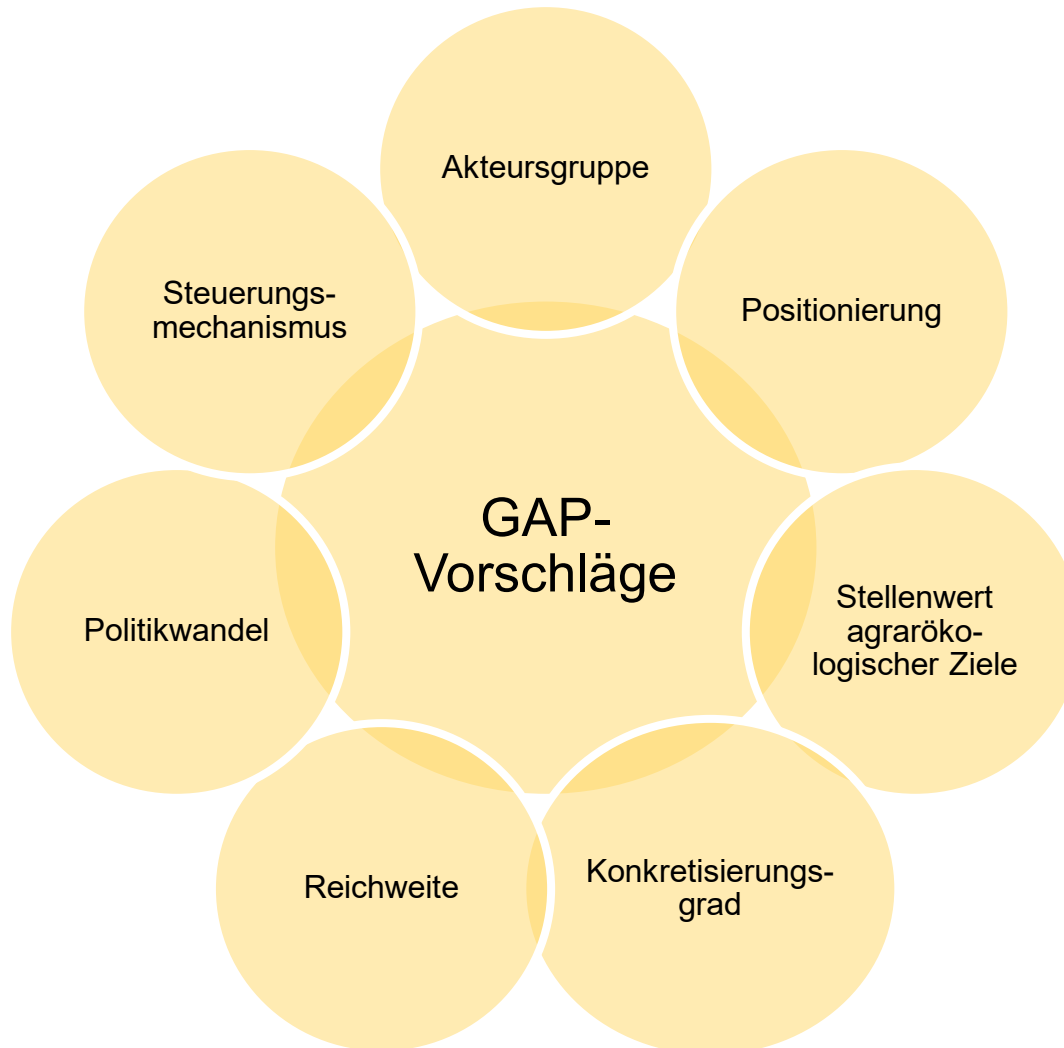 Akteursgruppe
Steuerungs-
mechanismus
Positionierung
GAP-
Vorschläge
Politikwandel
Stellenwert
agraröko-
logischer Ziele
Reichweite
Konkretisierungs-
grad